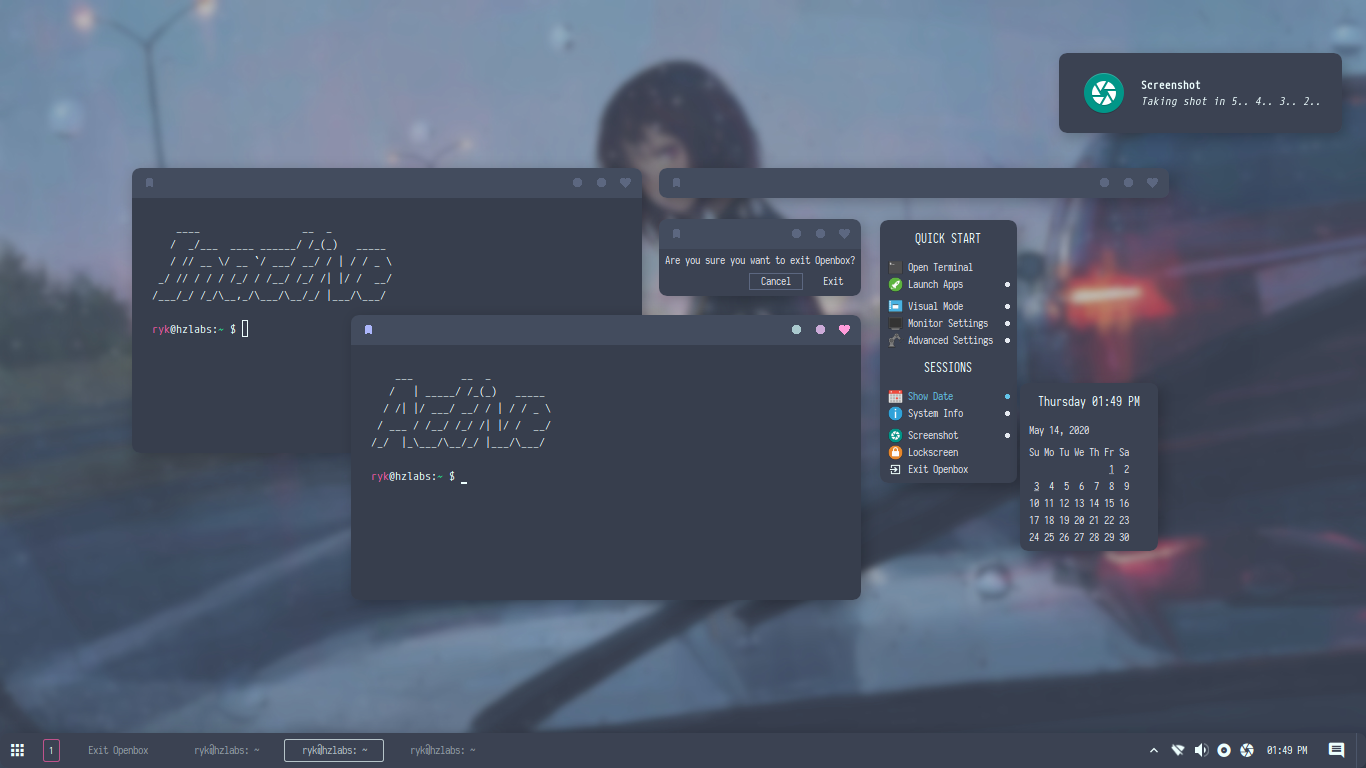 Screenshot
Taking shot in 5.. 4.. 3.. 2..
Inactive
ryk@hzlabs:~ $
Are you sure you want to exit Openbox?
Cancel Exit
Active
ryk@hzlabs:~ $ _
QUICK START
Open Terminal
Launch Apps
Visual Mode
Monitor Settings
Advanced Settings
SESSIONS
Show Date
System Info
Screenshot
Lockscreen
Exit Openbox
Thursday 01:49 PM
May 14, 2020
Su Mo Tu We Th Fr Sa
1 2
3 4 5 6 7 8 9
10 11 12 13 14 15 16
17 18 19 20 21 22 23
24 25 26 27 28 29 30
1 Exit Openbox ryk@hzlabs: ~ ryk@hzlabs: ~ ryk@hzlabs: ~ 01:49 PM